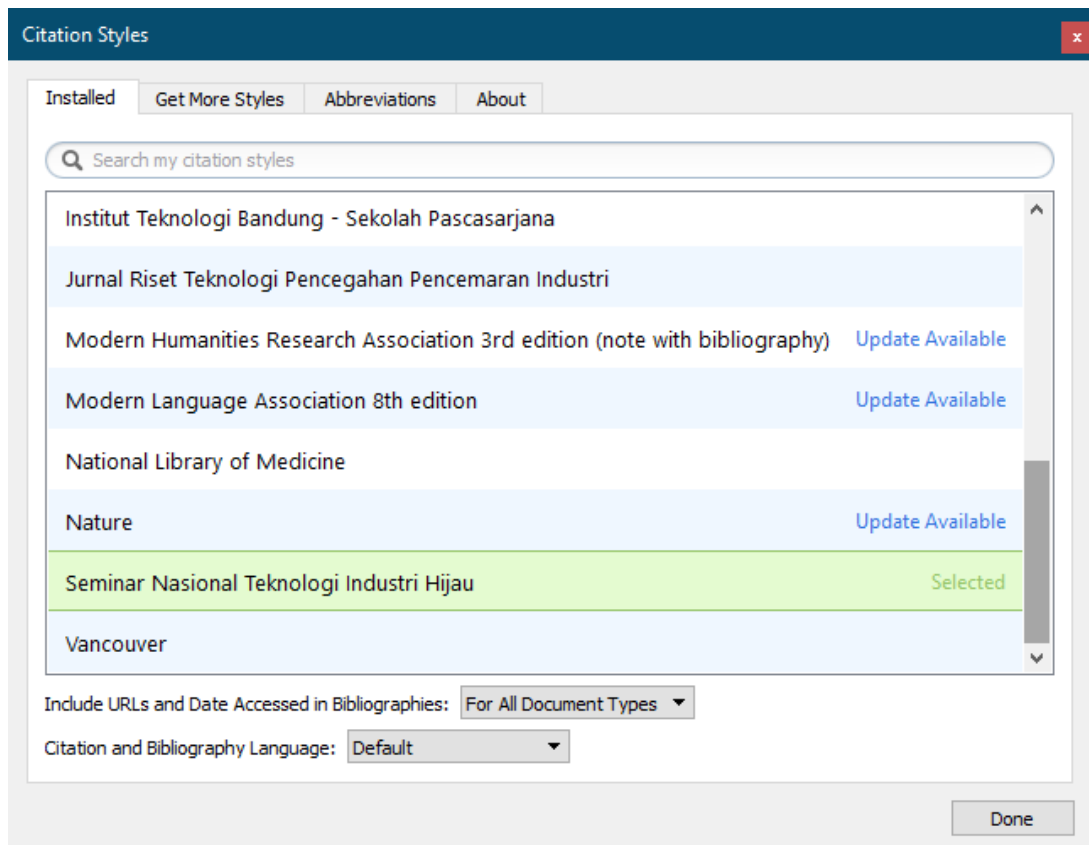 Citation Styles
x
Installed Get More Styles Abbreviations About
Search my citation styles
Institut Teknologi Bandung - Sekolah Pascasarjana
Jurnal Riset Teknologi Pencegahan Pencemaran Industri
Modern Humanities Research Association 3rd edition (note with bibliography) Update Available
Modern Language Association 8th edition Update Available
National Library of Medicine
Nature Update Available
Seminar Nasional Teknologi Industri Hijau Selected
Vancouver
Include URLs and Date Accessed in Bibliographies: For All Document Types
Citation and Bibliography Language: Default
Done